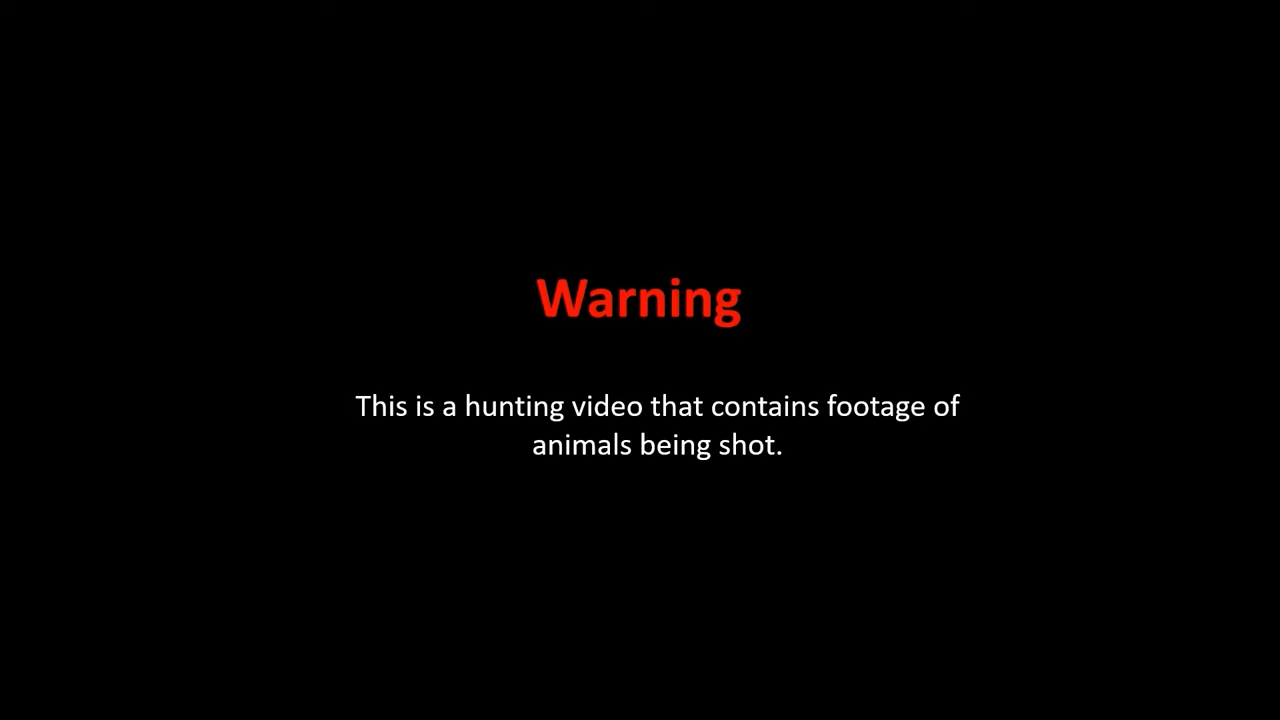 Warning
This is a hunting video that contains footage of
animals being shot.